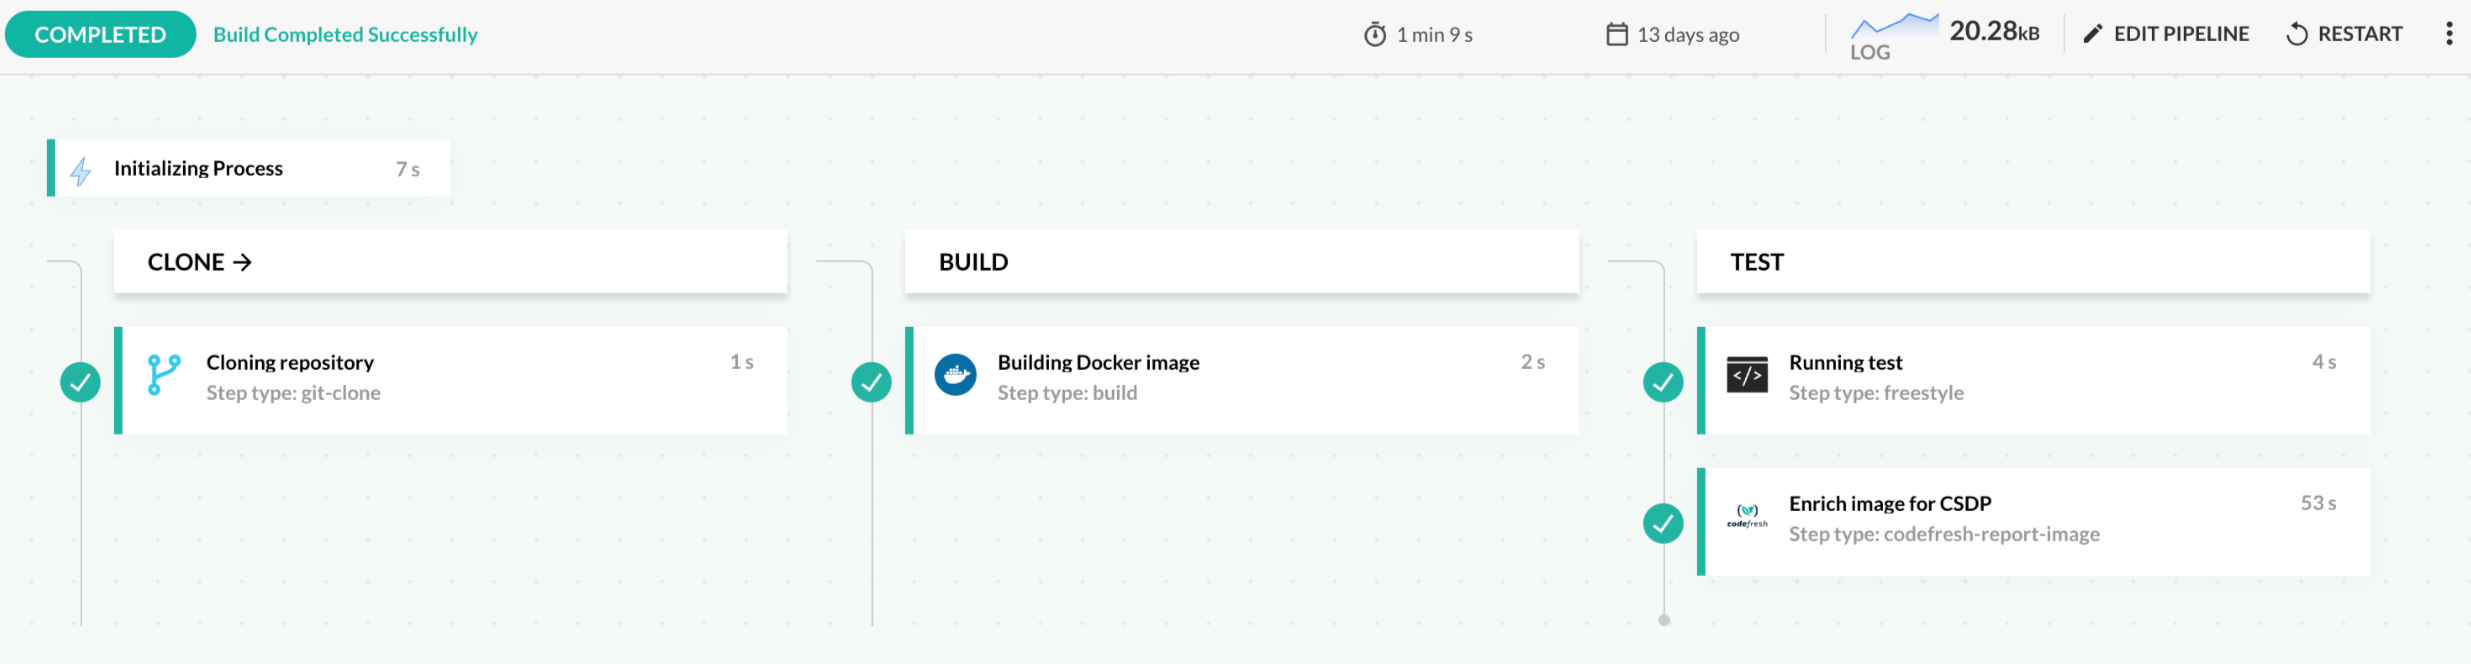 COMPLETED Build Completed Successfully 1 min 9 s 13 days ago LOG 20.28kB EDIT PIPELINE RESTART
Initializing Process 7 s
CLONE →
Cloning repository 1 s
Step type: git-clone
BUILD
Building Docker image 2 s
Step type: build
TEST
</> Running test 4 s
Step type: freestyle
codefresh
Enrich image for CSDP 53 s
Step type: codefresh-report-image